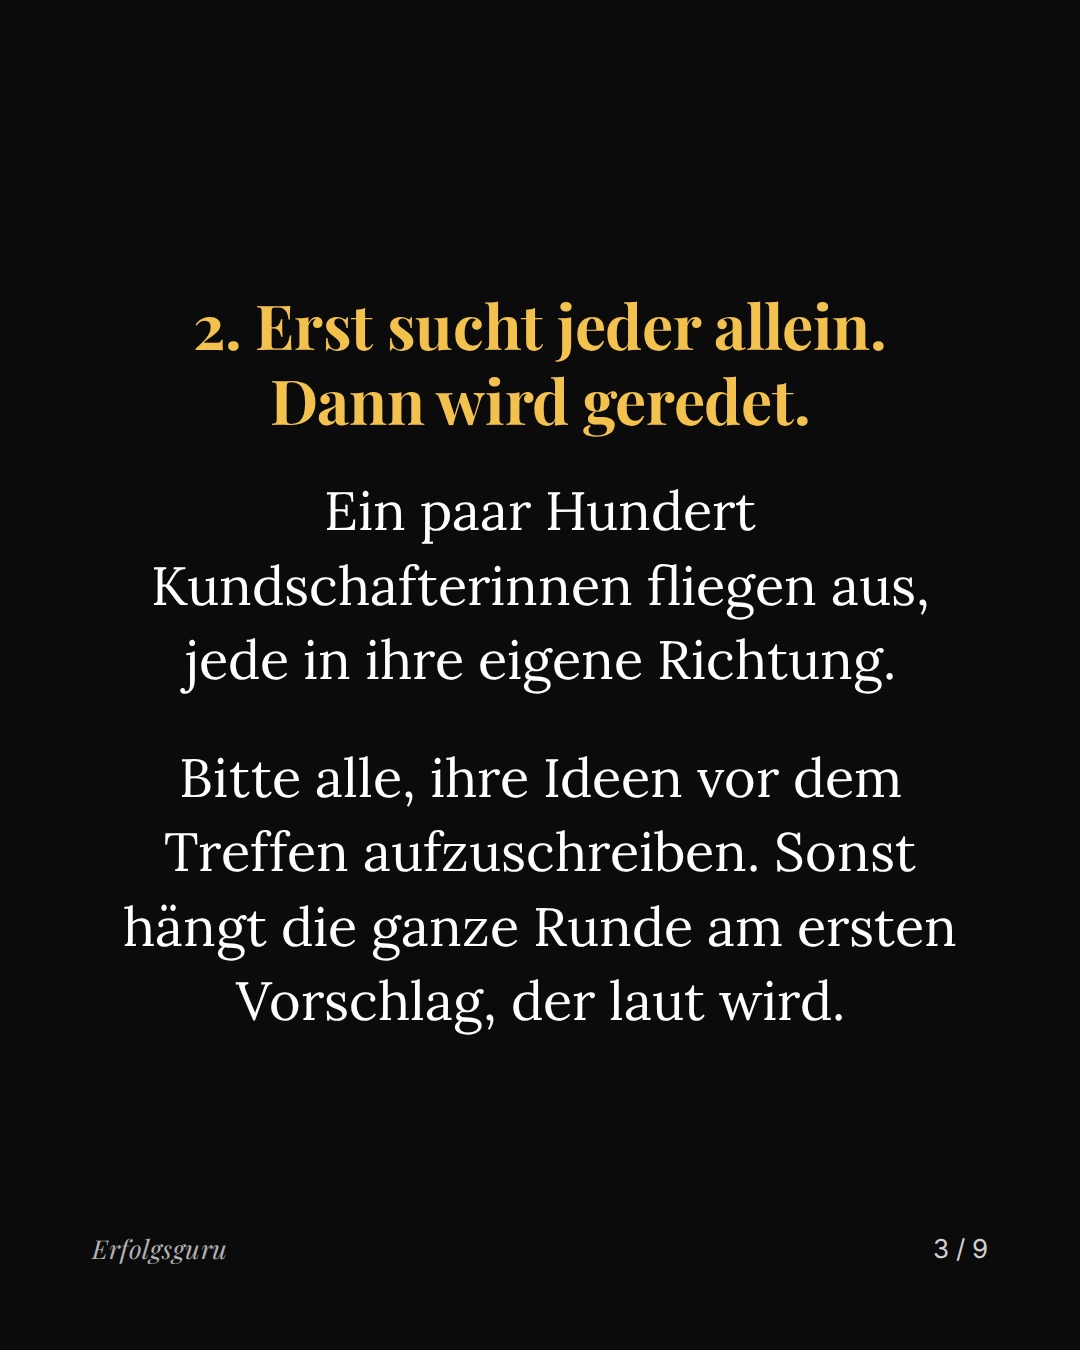 2. Erst sucht jeder allein.
Dann wird geredet.
Ein paar Hundert
Kundschafterinnen fliegen aus,
jede in ihre eigene Richtung.
Bitte alle, ihre Ideen vor dem
Treffen aufzuschreiben. Sonst
hängt die ganze Runde am ersten
Vorschlag, der laut wird.
Erfolgsguru
3 / 9